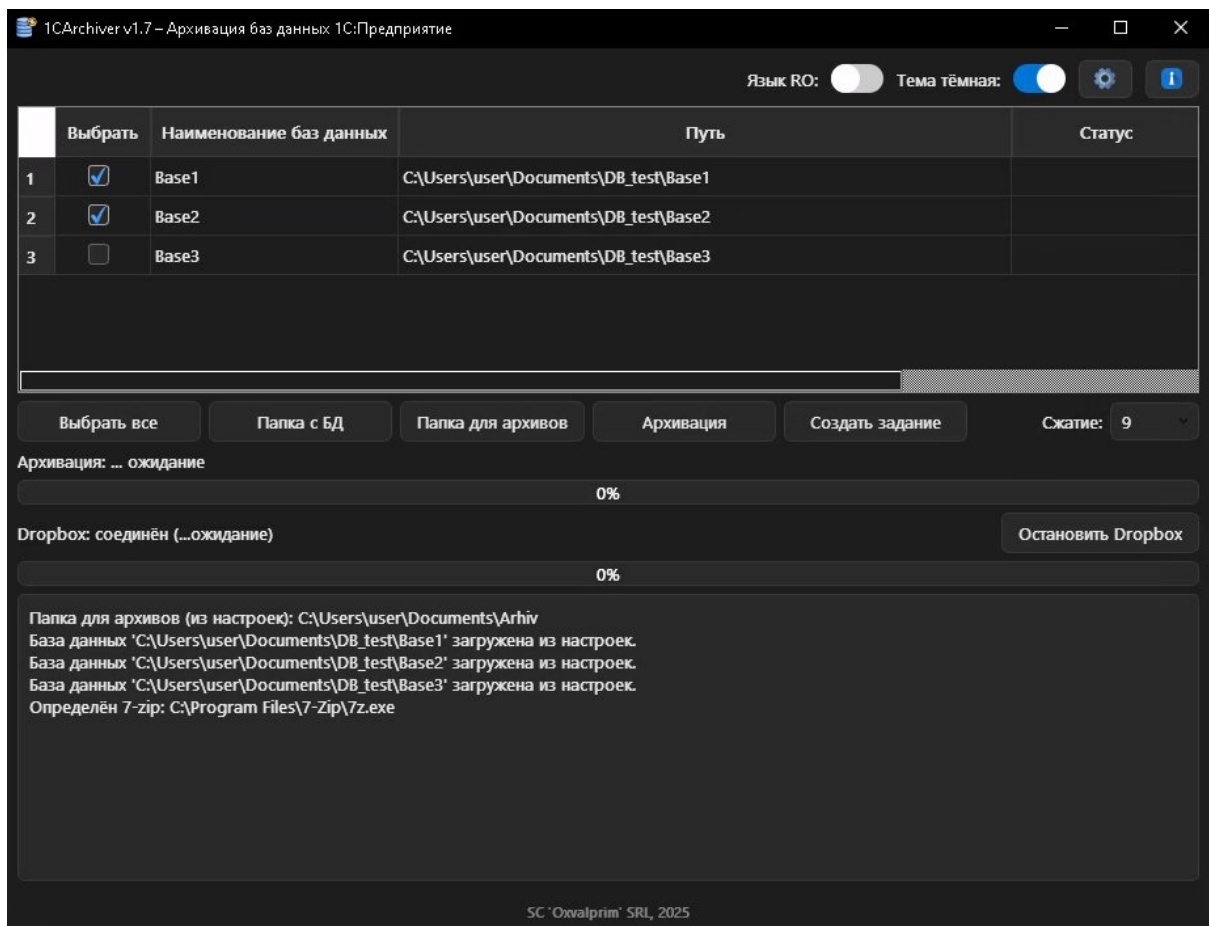 1CArchiver v1.7 – Архивация баз данных 1С:Предприятие
Язык RO: Тема тёмная:
Выбрать Наименование баз данных Путь Статус
1 Base1 C:\Users\user\Documents\DB_test\Base1
2 Base2 C:\Users\user\Documents\DB_test\Base2
3 Base3 C:\Users\user\Documents\DB_test\Base3
Выбрать все Папка с БД Папка для архивов Архивация Создать задание Сжатие: 9
Архивация: ... ожидание
0%
Dropbox: соединён (...ожидание) Остановить Dropbox
0%
Папка для архивов (из настроек): C:\Users\user\Documents\Arhiv
База данных 'C:\Users\user\Documents\DB_test\Base1' загружена из настроек.
База данных 'C:\Users\user\Documents\DB_test\Base2' загружена из настроек.
База данных 'C:\Users\user\Documents\DB_test\Base3' загружена из настроек.
Определён 7-zip: C:\Program Files\7-Zip\7z.exe
SC 'Oxvalprim' SRL, 2025